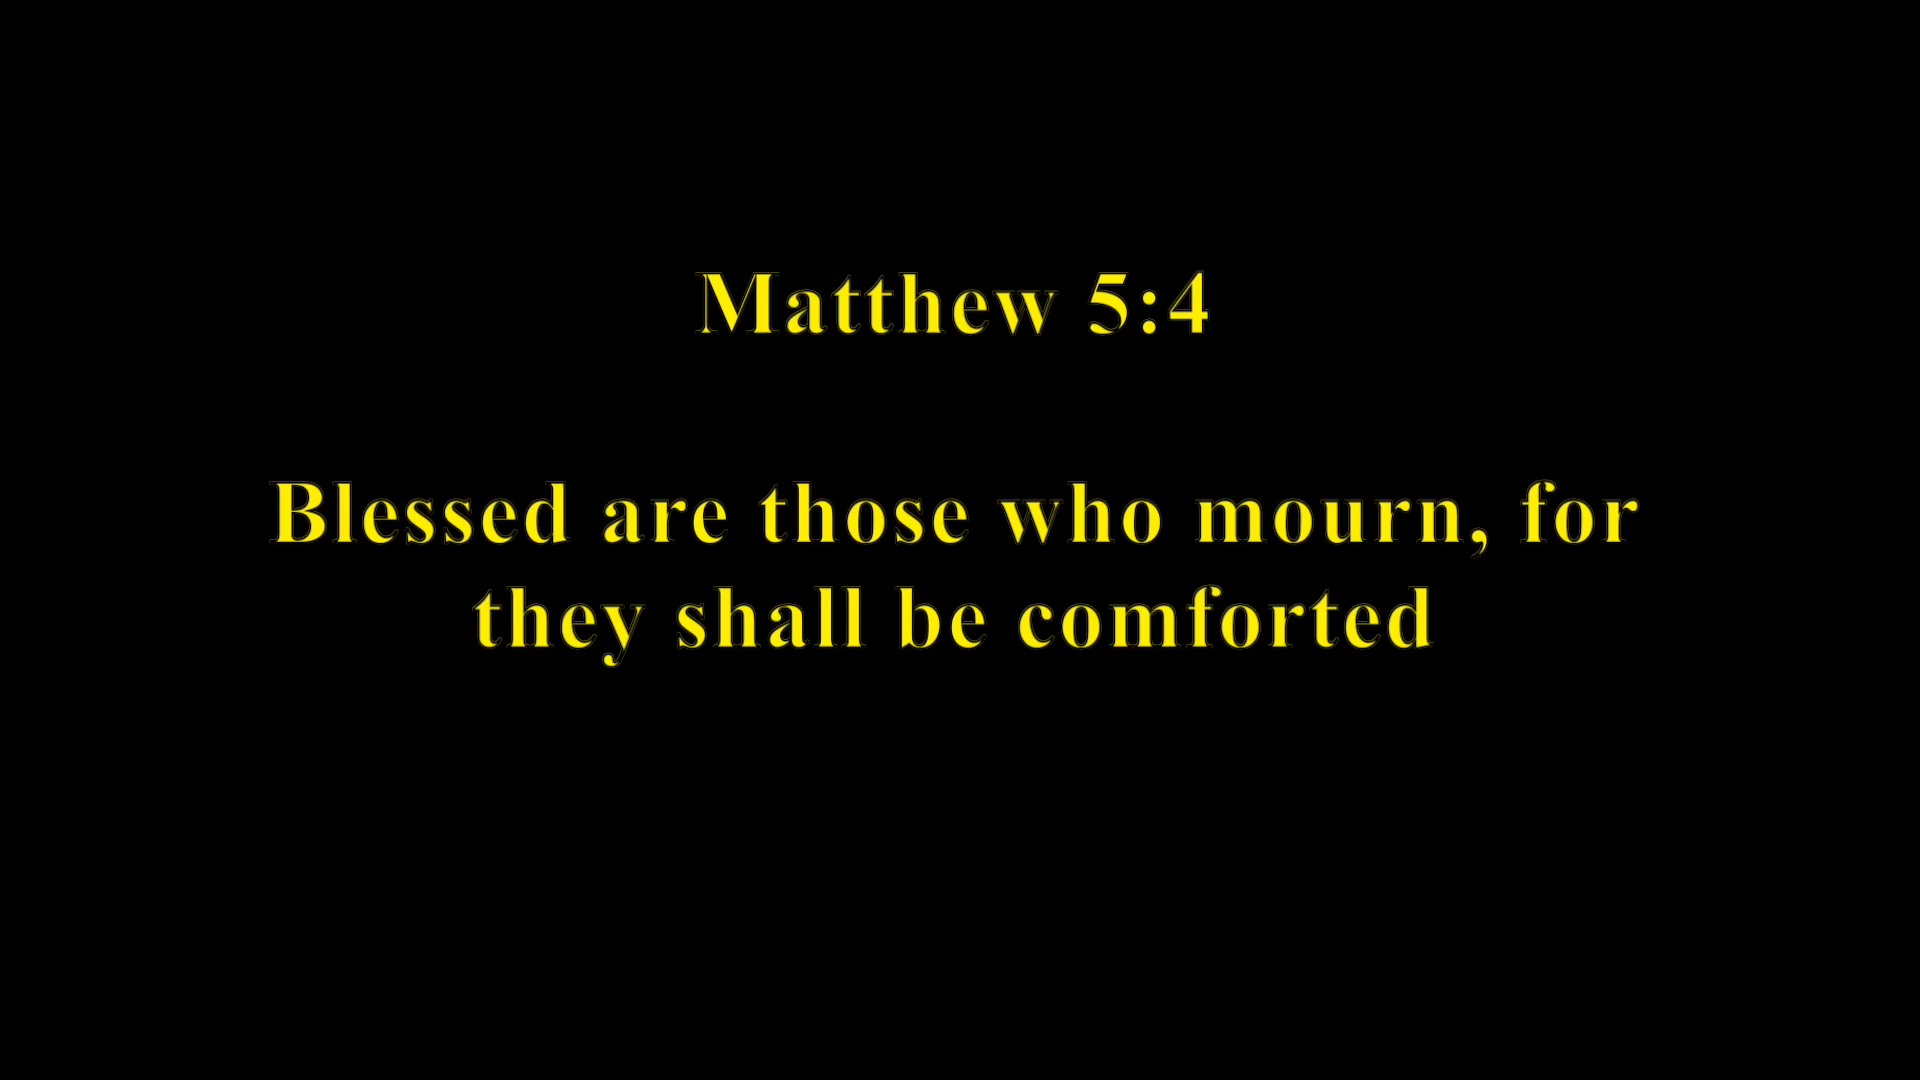 Matthew 5:4
Blessed are those who mourn, for
they shall be comforted